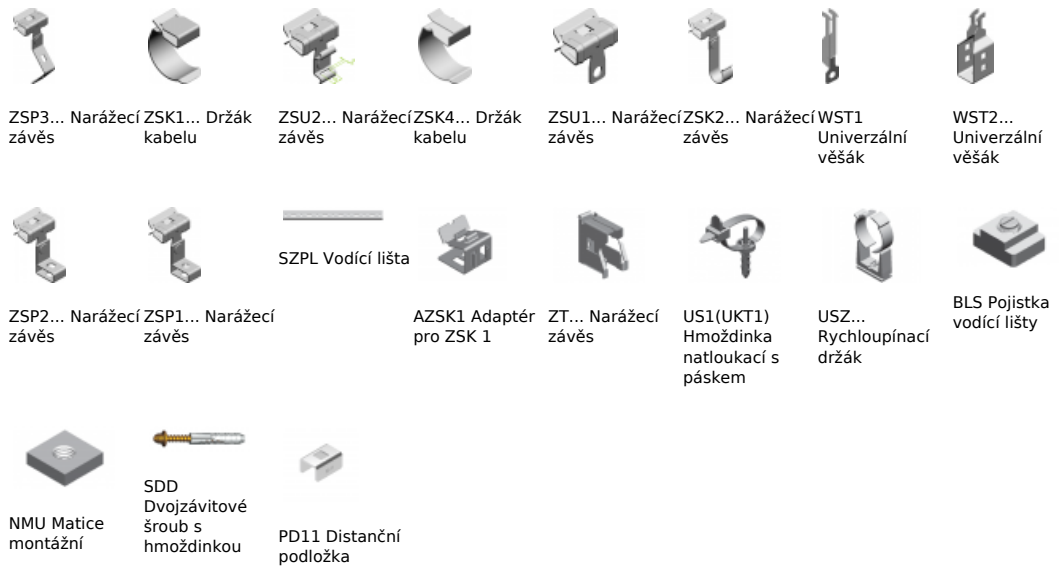 ZSP3... Narážecí
závěs
ZSK1... Držák
kabelu
ZSU2... Narážecí
závěs
ZSK4... Držák
kabelu
ZSU1... Narážecí
závěs
ZSK2... Narážecí
závěs
WST1
Univerzální
věšák
WST2...
Univerzální
věšák
ZSP2... Narážecí
závěs
ZSP1... Narážecí
závěs
SZPL Vodící lišta
AZSK1 Adaptér
pro ZSK 1
ZT... Narážecí
závěs
US1(UKT1)
Hmoždinka
natloukací s
páskem
USZ...
Rychloupínací
držák
BLS Pojistka
vodící lišty
NMU Matice
montážní
SDD
Dvojzávitové
šroub s
hmoždinkou
PD11 Distanční
podložka